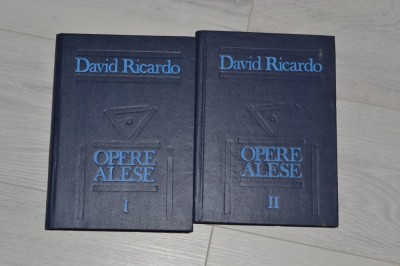 David Ricardo
OPERE
ALESE
I
David Ricardo
OPERE
ALESE
II